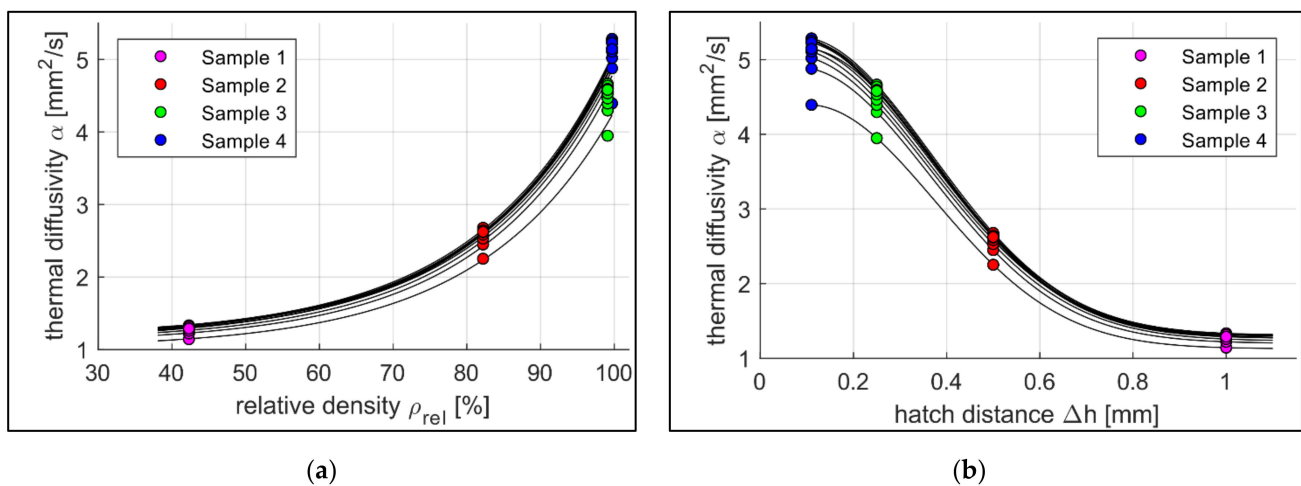 thermal diffusivity α [mm²/s]
5
4
3
2
1
Sample 1
Sample 2
Sample 3
Sample 4
30 40 50 60 70 80 90 100
relative density ρrel [%]
(a)
thermal diffusivity α [mm²/s]
5
4
3
2
1
Sample 1
Sample 2
Sample 3
Sample 4
0 0.2 0.4 0.6 0.8 1
hatch distance Δh [mm]
(b)